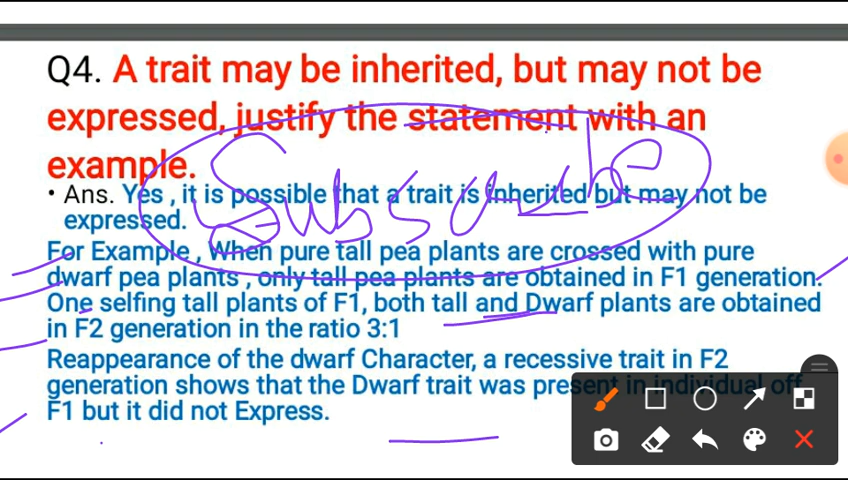 Q4. A trait may be inherited, but may not be
expressed, justify the statement with an
example.
• Ans. Yes , it is possible that a trait is inherited but may not be
expressed.
Subscribe
For Example , When pure tall pea plants are crossed with pure
dwarf pea plants , only tall pea plants are obtained in F1 generation.
One selfing tall plants of F1, both tall and Dwarf plants are obtained
in F2 generation in the ratio 3:1
Reappearance of the dwarf Character, a recessive trait in F2
generation shows that the Dwarf trait was present in individual off
F1 but it did not Express.